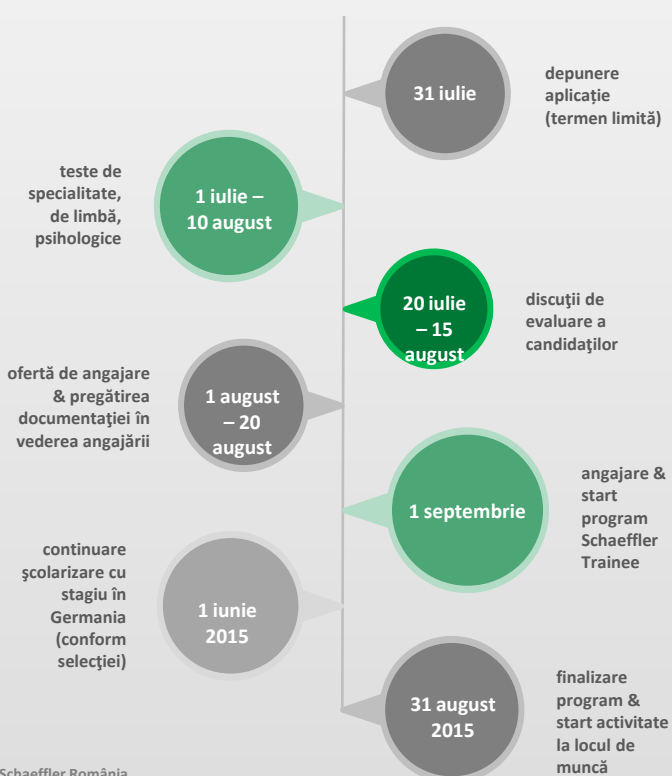 31 iulie
depunere
aplicație
(termen limită)
teste de
specialitate,
de limbă,
psihologice
1 iulie –
10 august
20 iulie
– 15
august
discuţii de
evaluare a
candidaţilor
ofertă de angajare
& pregătirea
documentaţiei în
vederea angajării
1 august
– 20
august
1 septembrie
angajare &
start
program
Schaeffler
Trainee
continuare
şcolarizare cu
stagiu în
Germania
(conform
selecţiei)
1 iunie
2015
31 august
2015
finalizare
program &
start activitate
la locul de
muncă
Schaeffler România